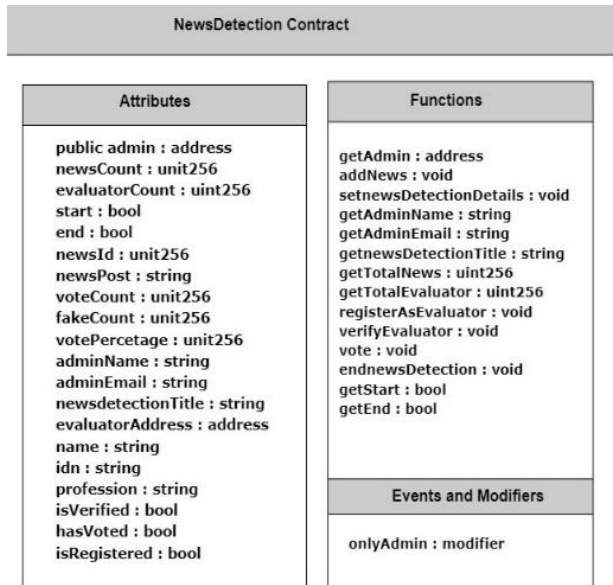 NewsDetection Contract
Attributes
public admin : address
newsCount : unit256
evaluatorCount : uint256
start : bool
end : bool
newsId : unit256
newsPost : string
voteCount : unit256
fakeCount : unit256
votePercetage : unit256
adminName : string
adminEmail : string
newsdetectionTitle : string
evaluatorAddress : address
name : string
idn : string
profession : string
isVerified : bool
hasVoted : bool
isRegistered : bool
Functions
getAdmin : address
addNews : void
setnewsDetectionDetails : void
getAdminName : string
getAdminEmail : string
getnewsDetectionTitle : string
getTotalNews : uint256
getTotalEvaluator : uint256
registerAsEvaluator : void
verifyEvaluator : void
vote : void
endnewsDetection : void
getStart : bool
getEnd : bool
Events and Modifiers
onlyAdmin : modifier